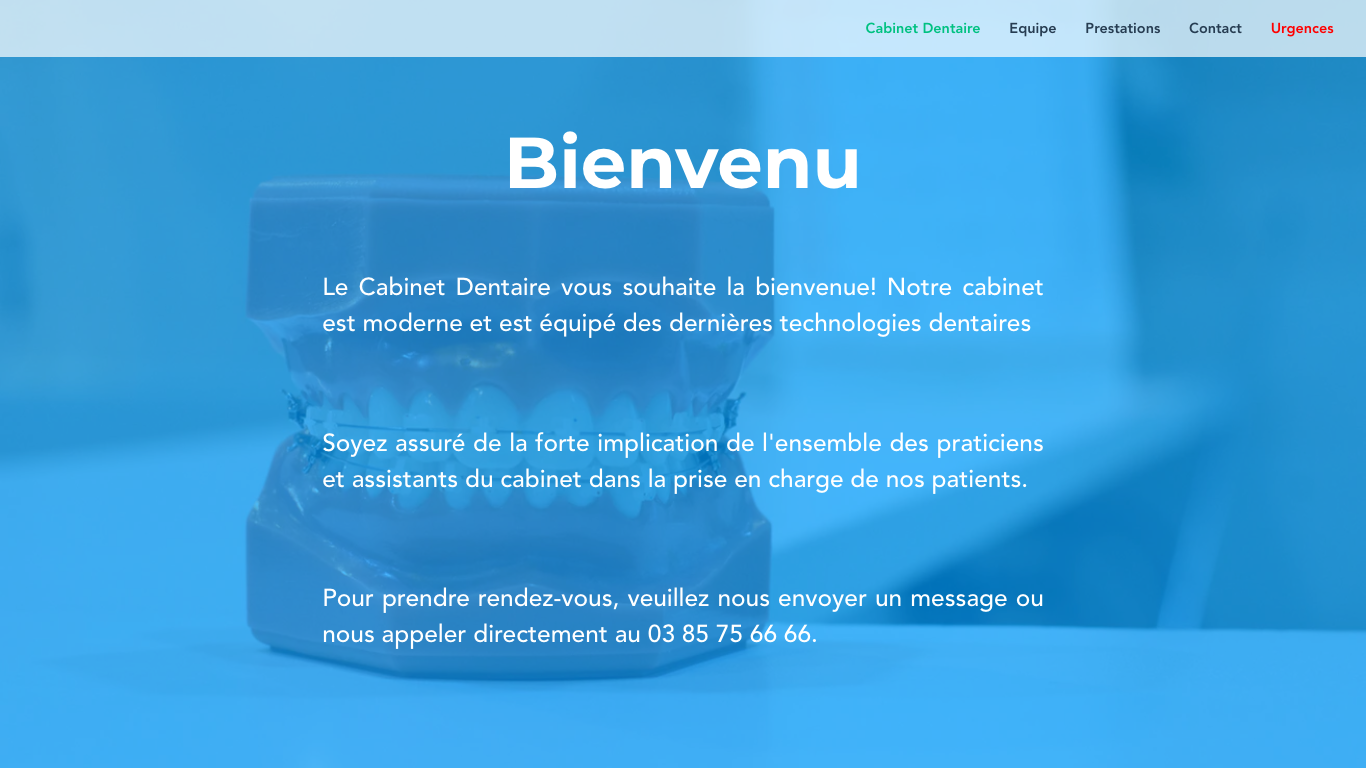 Cabinet Dentaire Equipe Prestations Contact Urgences
Bienvenu
Le Cabinet Dentaire vous souhaite la bienvenue! Notre cabinet
est moderne et est équipé des dernières technologies dentaires
Soyez assuré de la forte implication de l'ensemble des praticiens
et assistants du cabinet dans la prise en charge de nos patients.
Pour prendre rendez-vous, veuillez nous envoyer un message ou
nous appeler directement au 03 85 75 66 66.